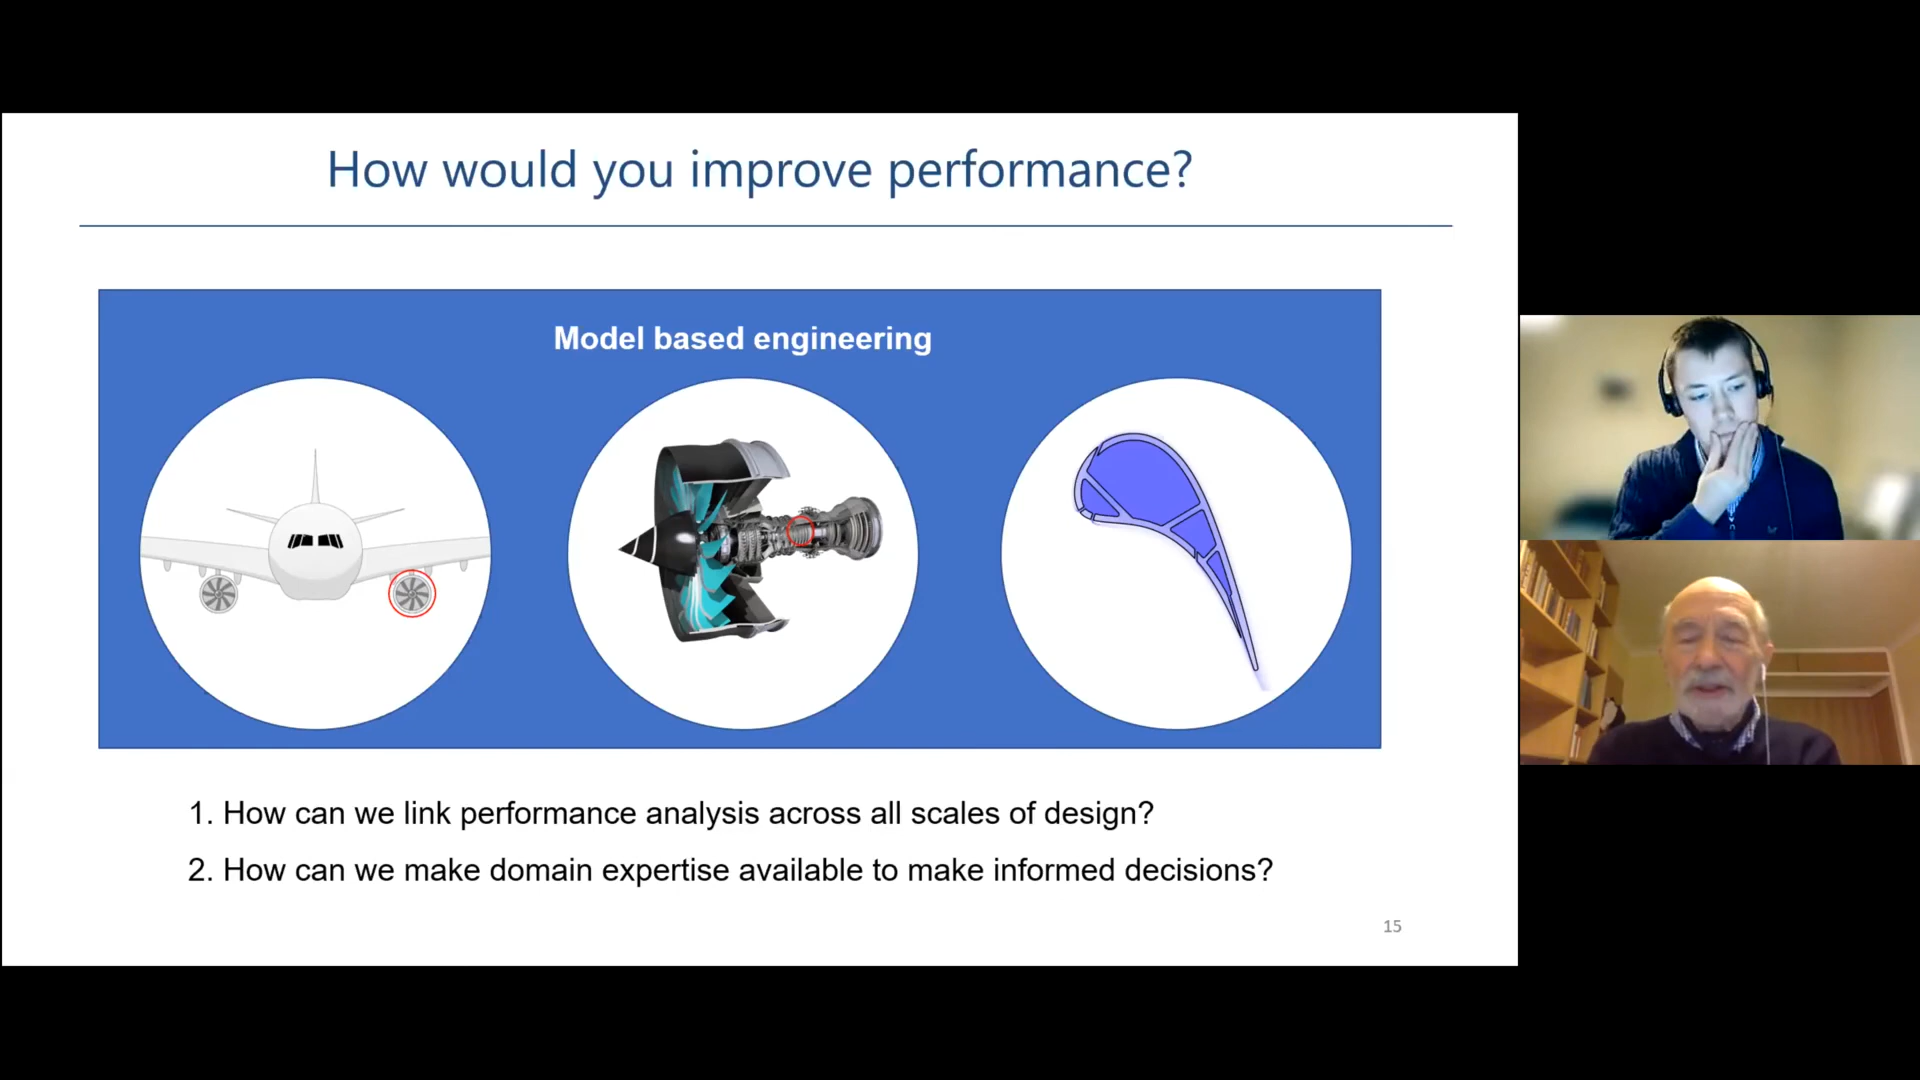 How would you improve performance?
Model based engineering
1. How can we link performance analysis across all scales of design?
2. How can we make domain expertise available to make informed decisions?
15